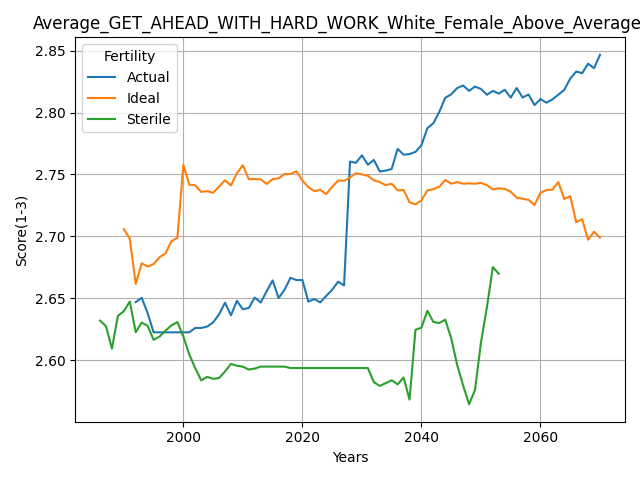 Average_GET_AHEAD_WITH_HARD_WORK_White_Female_Above_Average
Fertility
Actual
Ideal
Sterile
Score(1-3)
2.85
2.80
2.75
2.70
2.65
2.60
2000 2020 2040 2060
Years